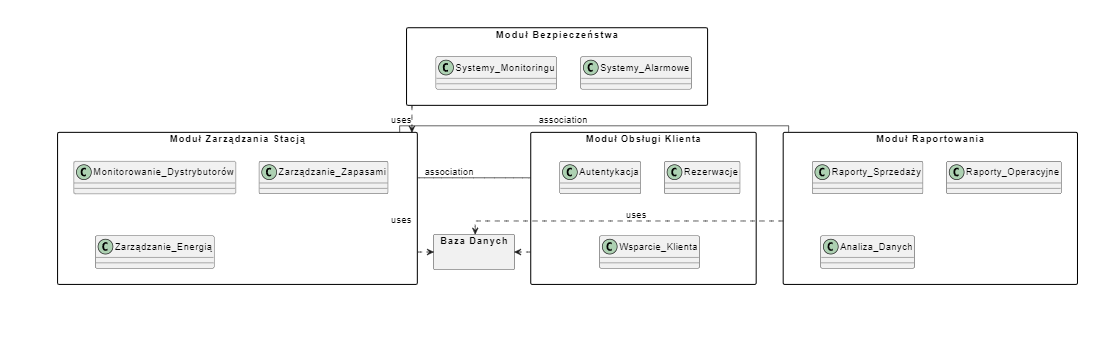 Moduł Bezpieczeństwa
C Systemy_Monitoringu
C Systemy_Alarmowe
uses
association
Moduł Zarządzania Stacją
C Monitorowanie_Dystrybutorów
C Zarządzanie_Zapasami
C Zarządzanie_Energią
association
uses
Baza Danych
Moduł Obsługi Klienta
C Autentykacja
C Rezerwacje
uses
C Wsparcie_Klienta
Moduł Raportowania
C Raporty_Sprzedaży
C Raporty_Operacyjne
C Analiza_Danych